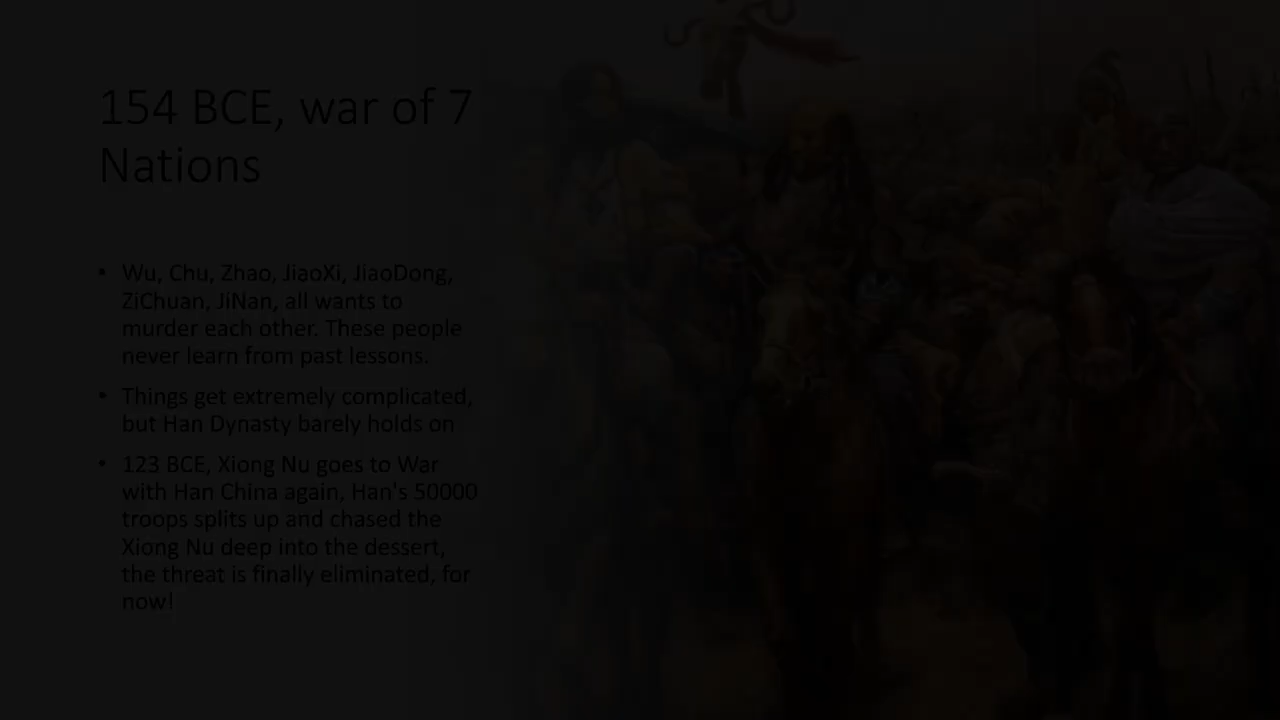 154 BCE, war of 7
Nations
• Wu, Chu, Zhao, JiaoXi, JiaoDong,
ZiChuan, JiNan, all wants to
murder each other. These people
never learn from past lessons.
• Things get extremely complicated,
but Han Dynasty barely holds on
• 123 BCE, Xiong Nu goes to War
with Han China again, Han's 50000
troops splits up and chased the
Xiong Nu deep into the dessert,
the threat is finally eliminated, for
now!